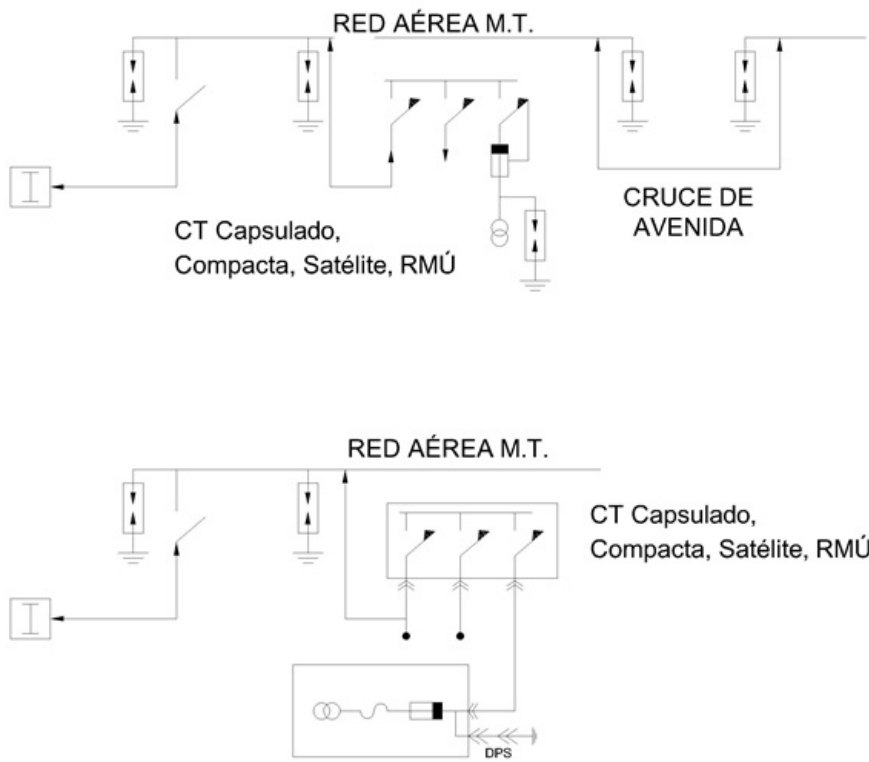 RED AÉREA M.T.
CT Capsulado,
Compacta, Satélite, RMÚ
CRUCE DE
AVENIDA
RED AÉREA M.T.
CT Capsulado,
Compacta, Satélite, RMÚ
DPS